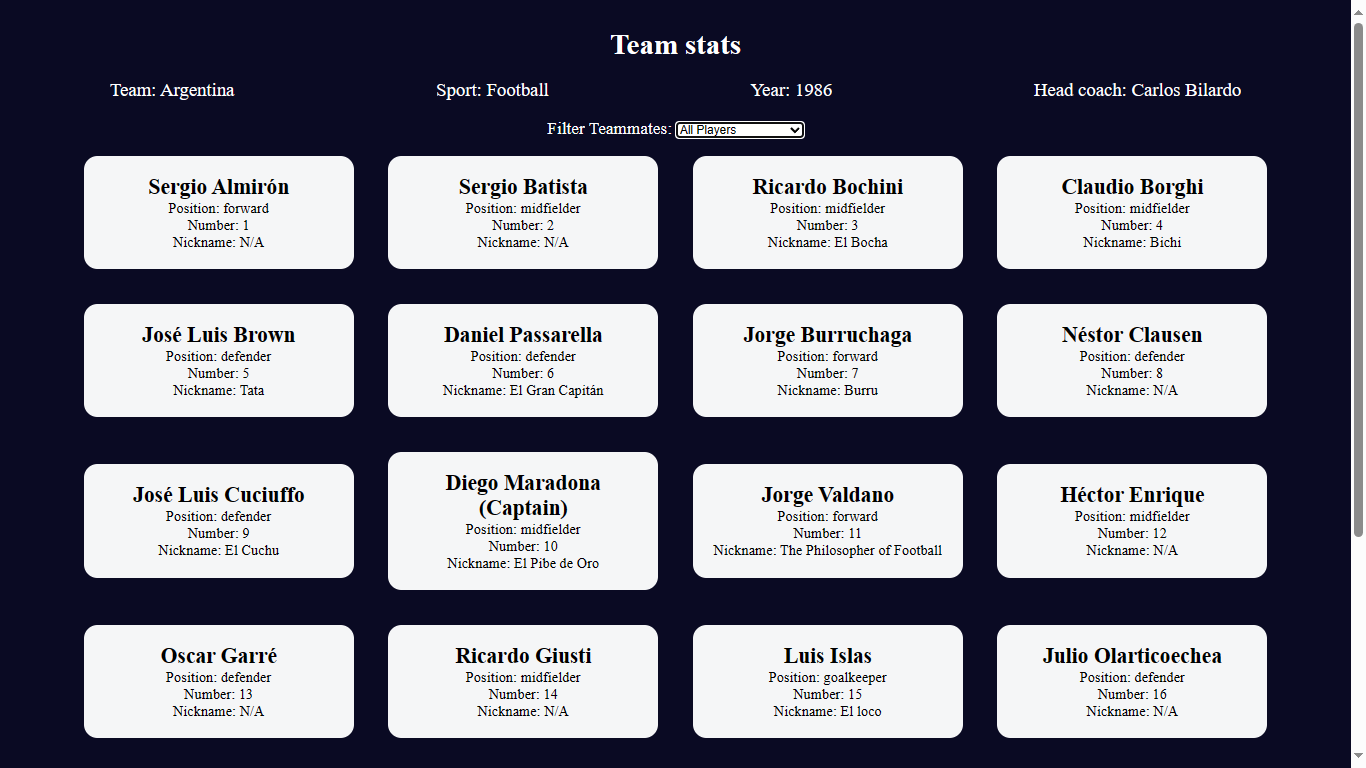 Team stats
Team: Argentina
Sport: Football
Year: 1986
Head coach: Carlos Bilardo
Filter Teammates: All Players
Sergio Almirón
Position: forward
Number: 1
Nickname: N/A
Sergio Batista
Position: midfielder
Number: 2
Nickname: N/A
Ricardo Bochini
Position: midfielder
Number: 3
Nickname: El Bocha
Claudio Borghi
Position: midfielder
Number: 4
Nickname: Bichi
José Luis Brown
Position: defender
Number: 5
Nickname: Tata
Daniel Passarella
Position: defender
Number: 6
Nickname: El Gran Capitán
Jorge Burruchaga
Position: forward
Number: 7
Nickname: Burru
Néstor Clausen
Position: defender
Number: 8
Nickname: N/A
José Luis Cuciuffo
Position: defender
Number: 9
Nickname: El Cuchu
Diego Maradona
(Captain)
Position: midfielder
Number: 10
Nickname: El Pibe de Oro
Jorge Valdano
Position: forward
Number: 11
Nickname: The Philosopher of Football
Héctor Enrique
Position: midfielder
Number: 12
Nickname: N/A
Oscar Garré
Position: defender
Number: 13
Nickname: N/A
Ricardo Giusti
Position: midfielder
Number: 14
Nickname: N/A
Luis Islas
Position: goalkeeper
Number: 15
Nickname: El loco
Julio Olarticoechea
Position: defender
Number: 16
Nickname: N/A